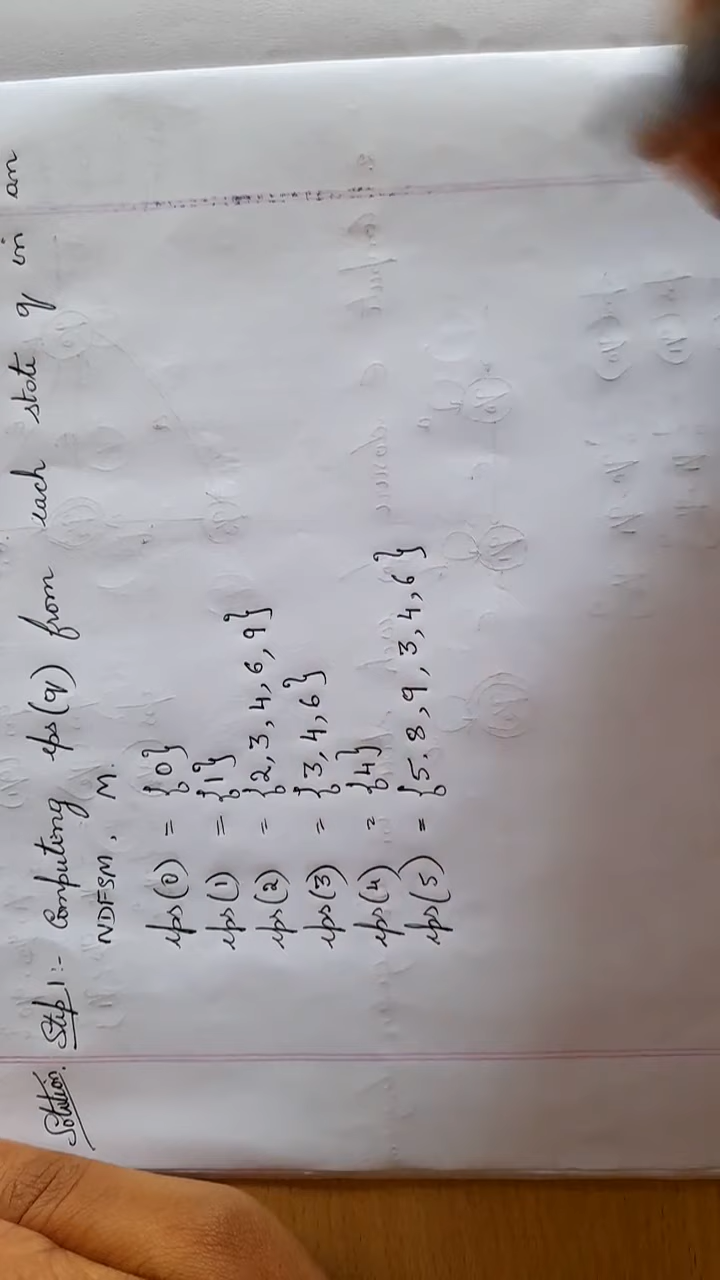 Solution. Step 1:- Computing eps(q) from each state q in an
NDFSM, M.
eps(0) = {0}
eps(1) = {1}
eps(2) = {2, 3, 4, 6, 9}
eps(3) = {3, 4, 6}
eps(4) = {4}
eps(5) = {5, 8, 9, 3, 4, 6}